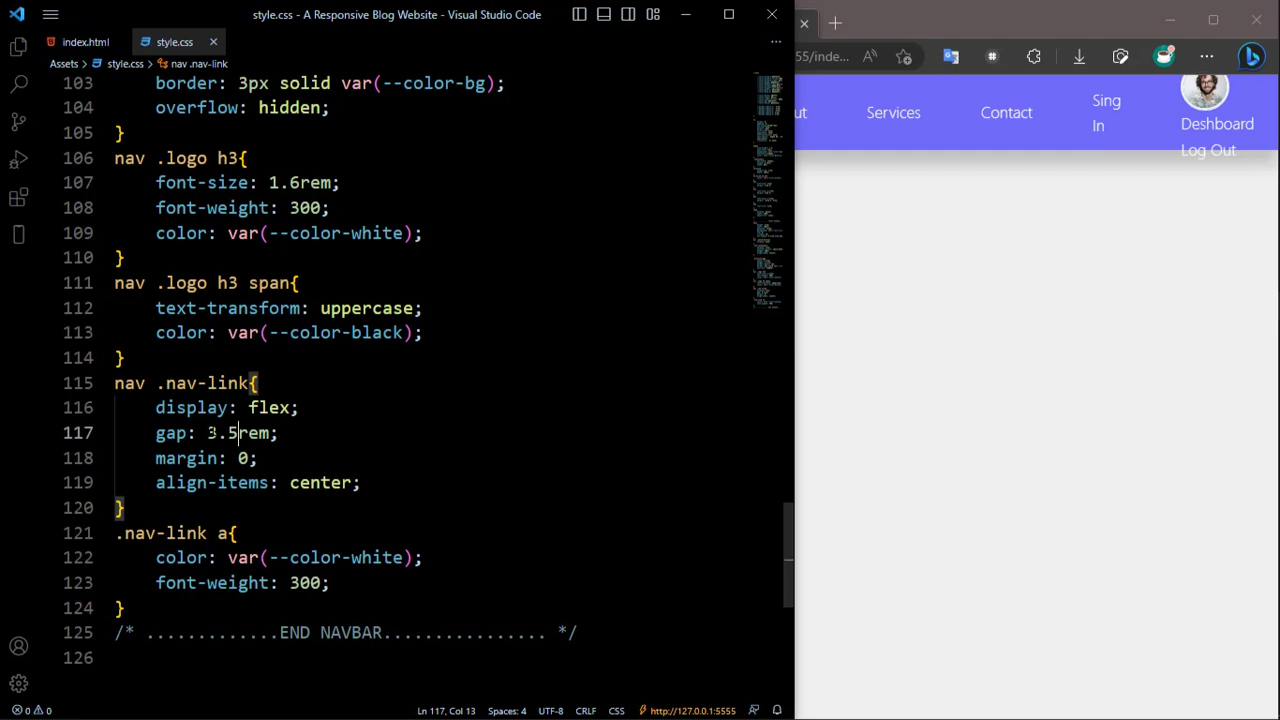 style.css - A Responsive Blog Website - Visual Studio Code
index.html
style.css
Assets > style.css > nav .nav-link
103 border: 3px solid var(--color-bg);
104 overflow: hidden;
105 }
106 nav .logo h3{
107 font-size: 1.6rem;
108 font-weight: 300;
109 color: var(--color-white);
110 }
111 nav .logo h3 span{
112 text-transform: uppercase;
113 color: var(--color-black);
114 }
115 nav .nav-link{
116 display: flex;
117 gap: 3.5rem;
118 margin: 0;
119 align-items: center;
120 }
121 .nav-link a{
122 color: var(--color-white);
123 font-weight: 300;
124 }
125 /* .............END NAVBAR................ */
126
0 0
Ln 117, Col 13
Spaces: 4
UTF-8
CRLF
CSS
http://127.0.0.1:5555
55/inde...
ut
Services
Contact
Sing
In
Deshboard
Log Out